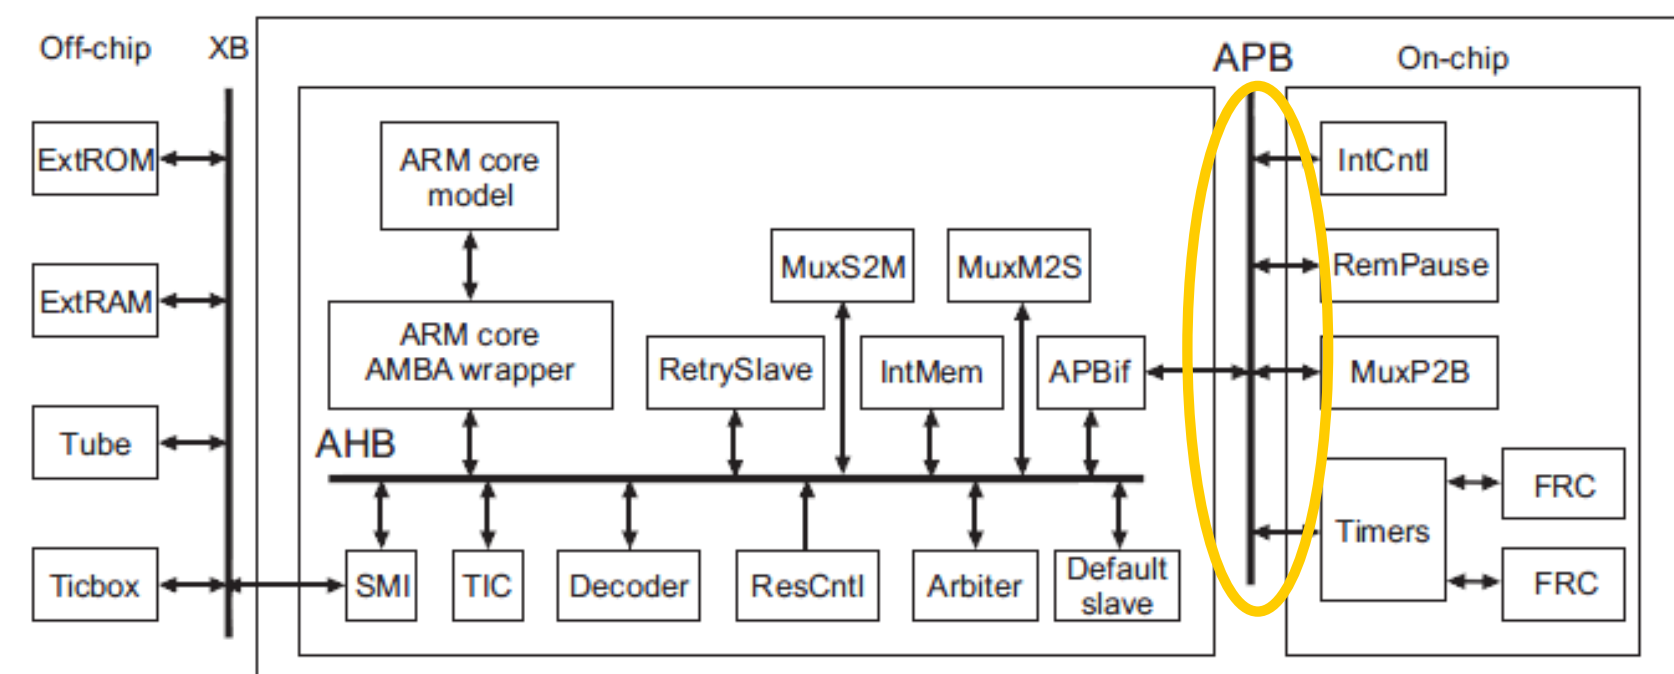 Off-chip
XB
APB
On-chip
ExtROM
ARM core
model
IntCntl
MuxS2M
MuxM2S
RemPause
ExtRAM
ARM core
AMBA wrapper
RetrySlave
IntMem
APBif
MuxP2B
Tube
AHB
Timers
FRC
FRC
Ticbox
SMI
TIC
Decoder
ResCntl
Arbiter
Default
slave